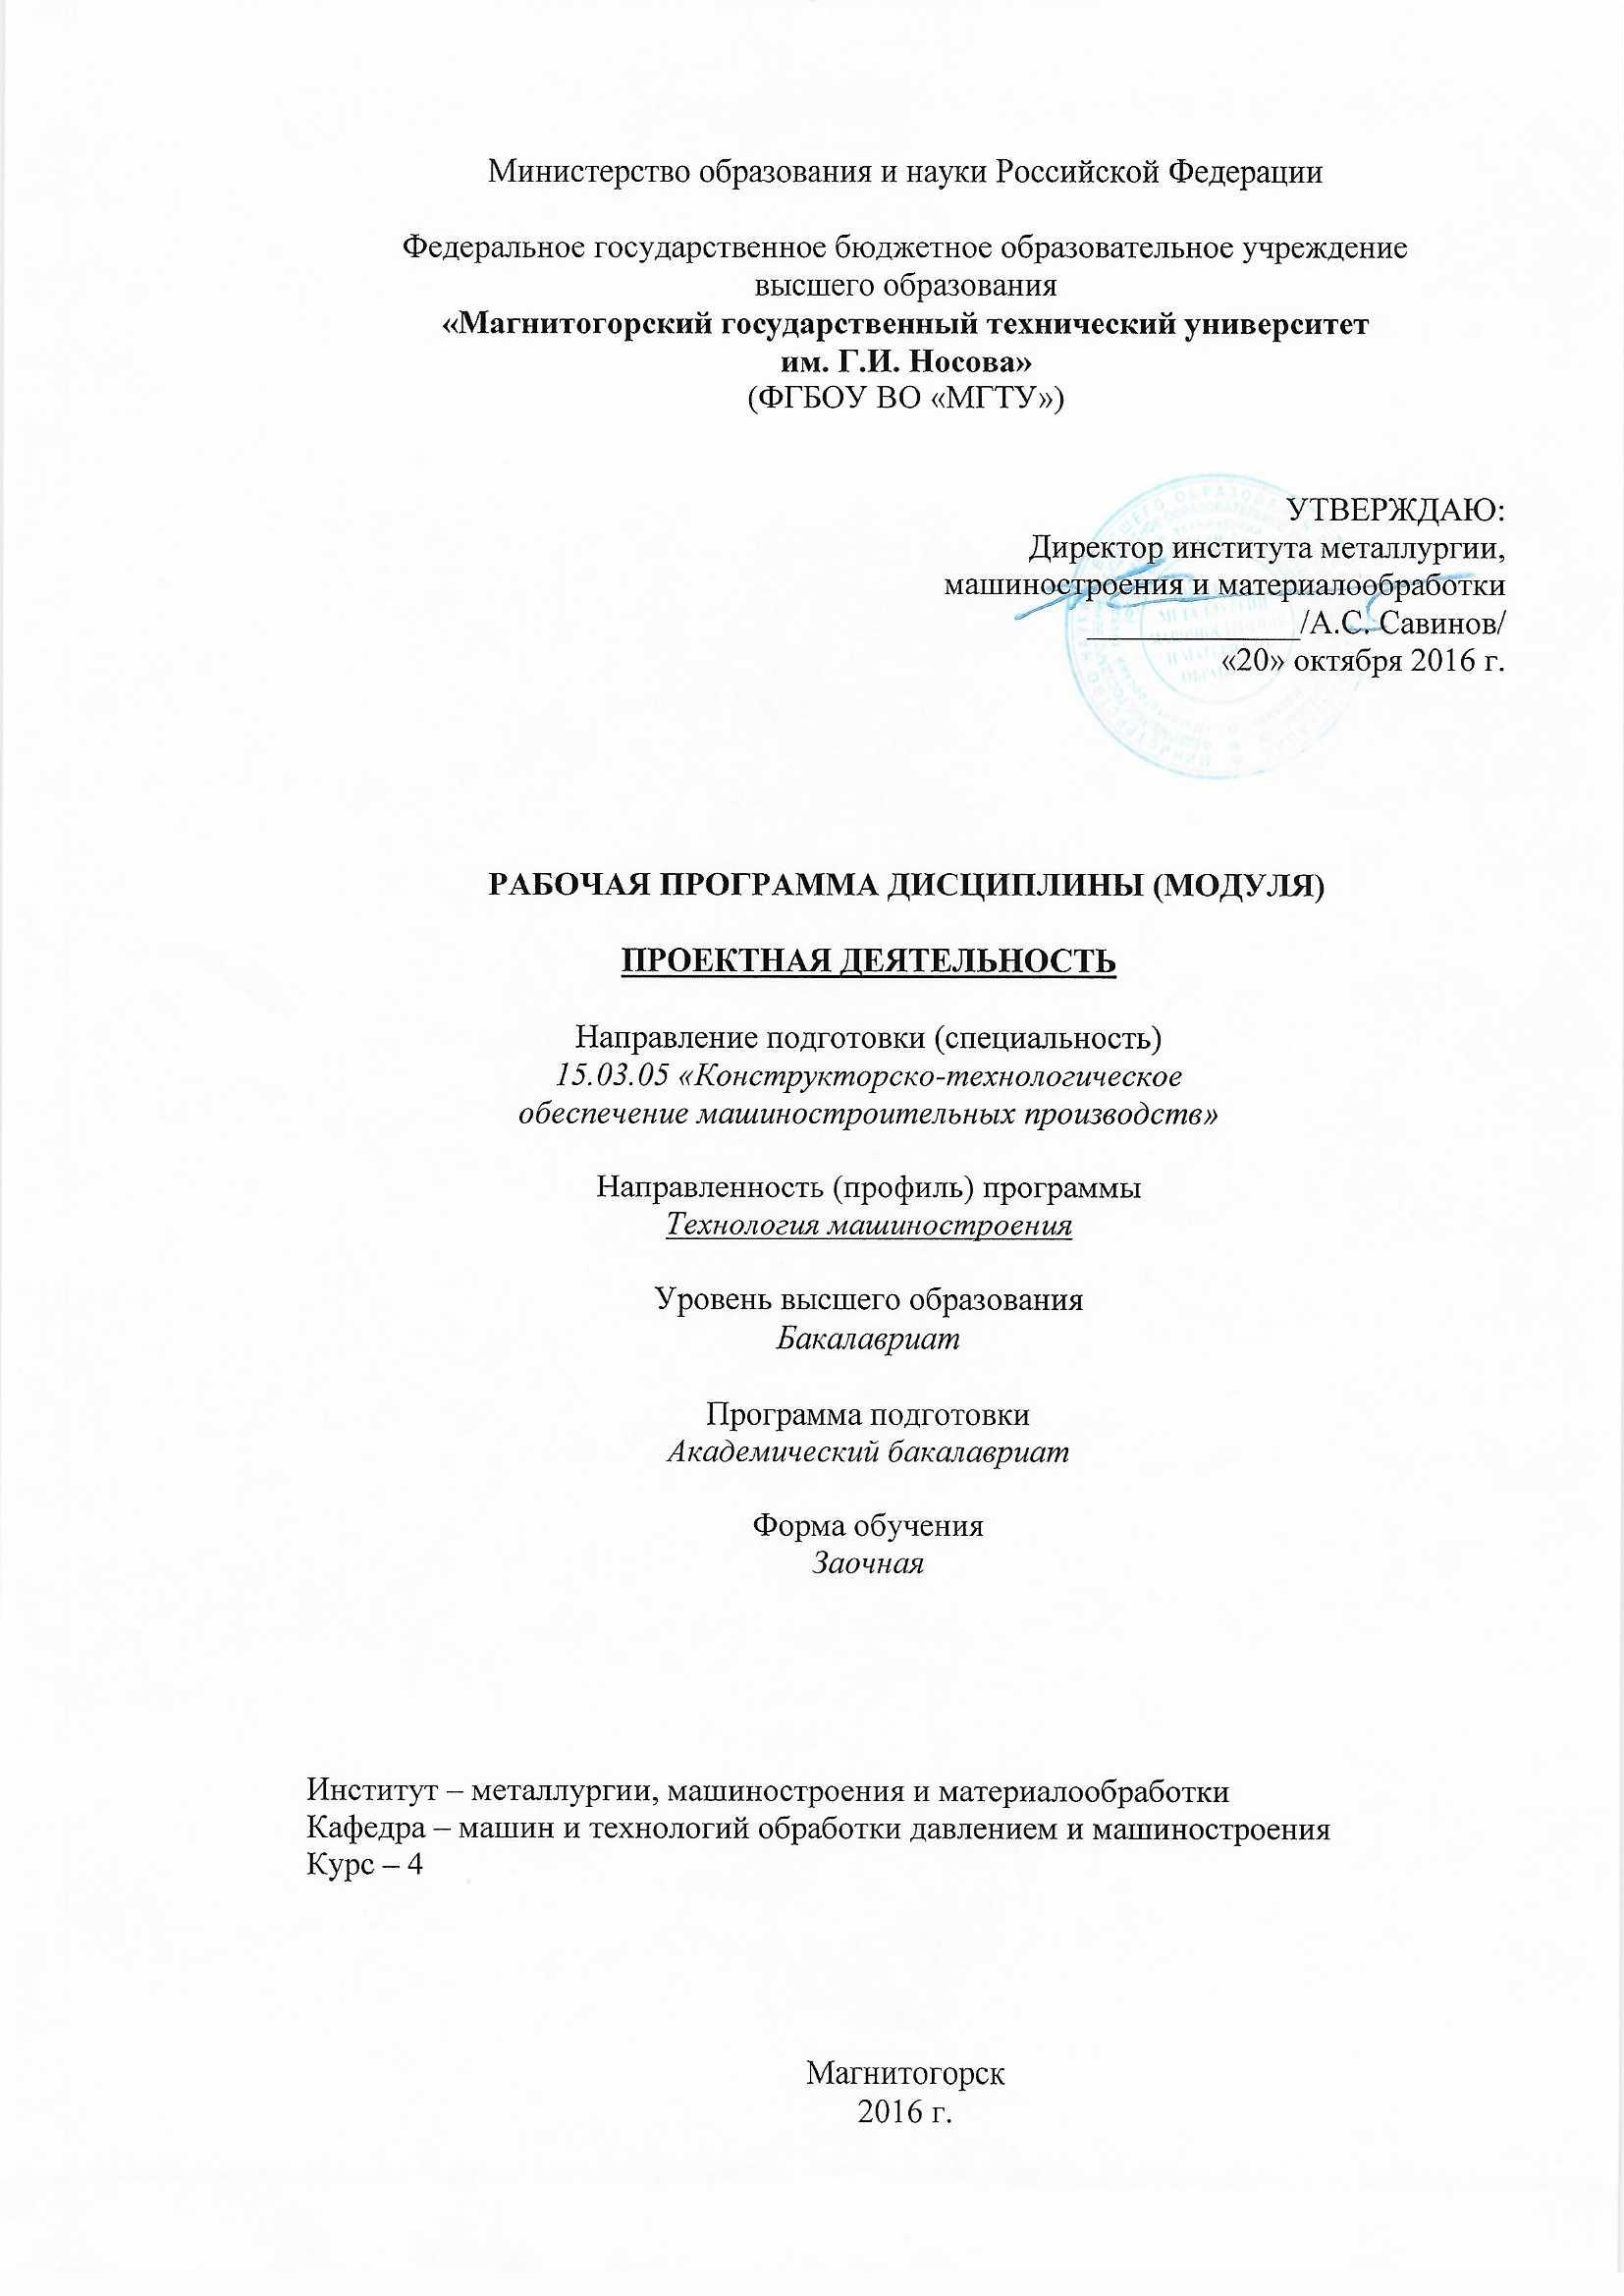 Министерство образования и науки Российской Федерации
Федеральное государственное бюджетное образовательное учреждение
высшего образования
«Магнитогорский государственный технический университет
им. Г.И. Носова»
(ФГБОУ ВО «МГТУ»)
УТВЕРЖДАЮ:
Директор института металлургии,
машиностроения и материалообработки
_____________/А.С. Савинов/
«20» октября 2016 г.
РАБОЧАЯ ПРОГРАММА ДИСЦИПЛИНЫ (МОДУЛЯ)
ПРОЕКТНАЯ ДЕЯТЕЛЬНОСТЬ
Направление подготовки (специальность)
15.03.05 «Конструкторско-технологическое
обеспечение машиностроительных производств»
Направленность (профиль) программы
Технология машиностроения
Уровень высшего образования
Бакалавриат
Программа подготовки
Академический бакалавриат
Форма обучения
Заочная
Институт – металлургии, машиностроения и материалообработки
Кафедра – машин и технологий обработки давлением и машиностроения
Курс – 4
Магнитогорск
2016 г.